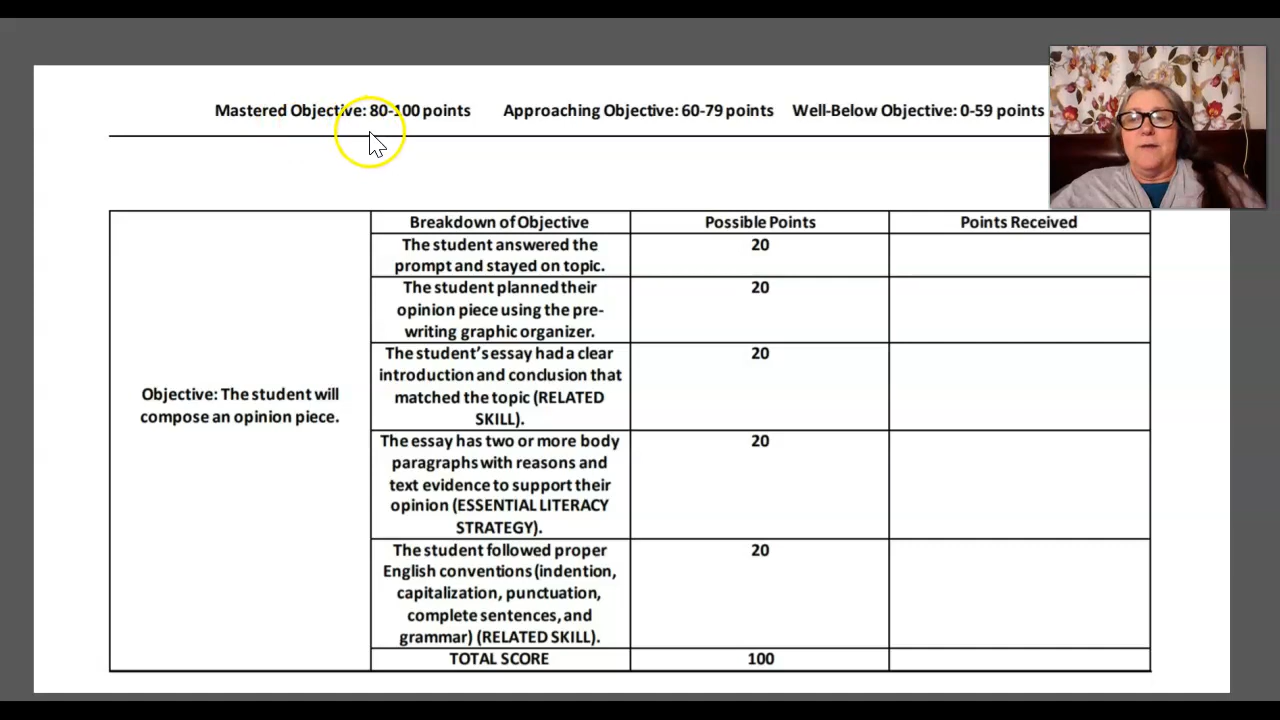 Mastered Objective: 80-100 points Approaching Objective: 60-79 points Well-Below Objective: 0-59 points
Breakdown of Objective Possible Points Points Received
Objective: The student will
compose an opinion piece.
The student answered the
prompt and stayed on topic.
20
The student planned their
opinion piece using the pre-
writing graphic organizer.
20
The student's essay had a clear
introduction and conclusion that
matched the topic (RELATED
SKILL).
20
The essay has two or more body
paragraphs with reasons and
text evidence to support their
opinion (ESSENTIAL LITERACY
STRATEGY).
20
The student followed proper
English conventions (indention,
capitalization, punctuation,
complete sentences, and
grammar) (RELATED SKILL).
20
TOTAL SCORE 100